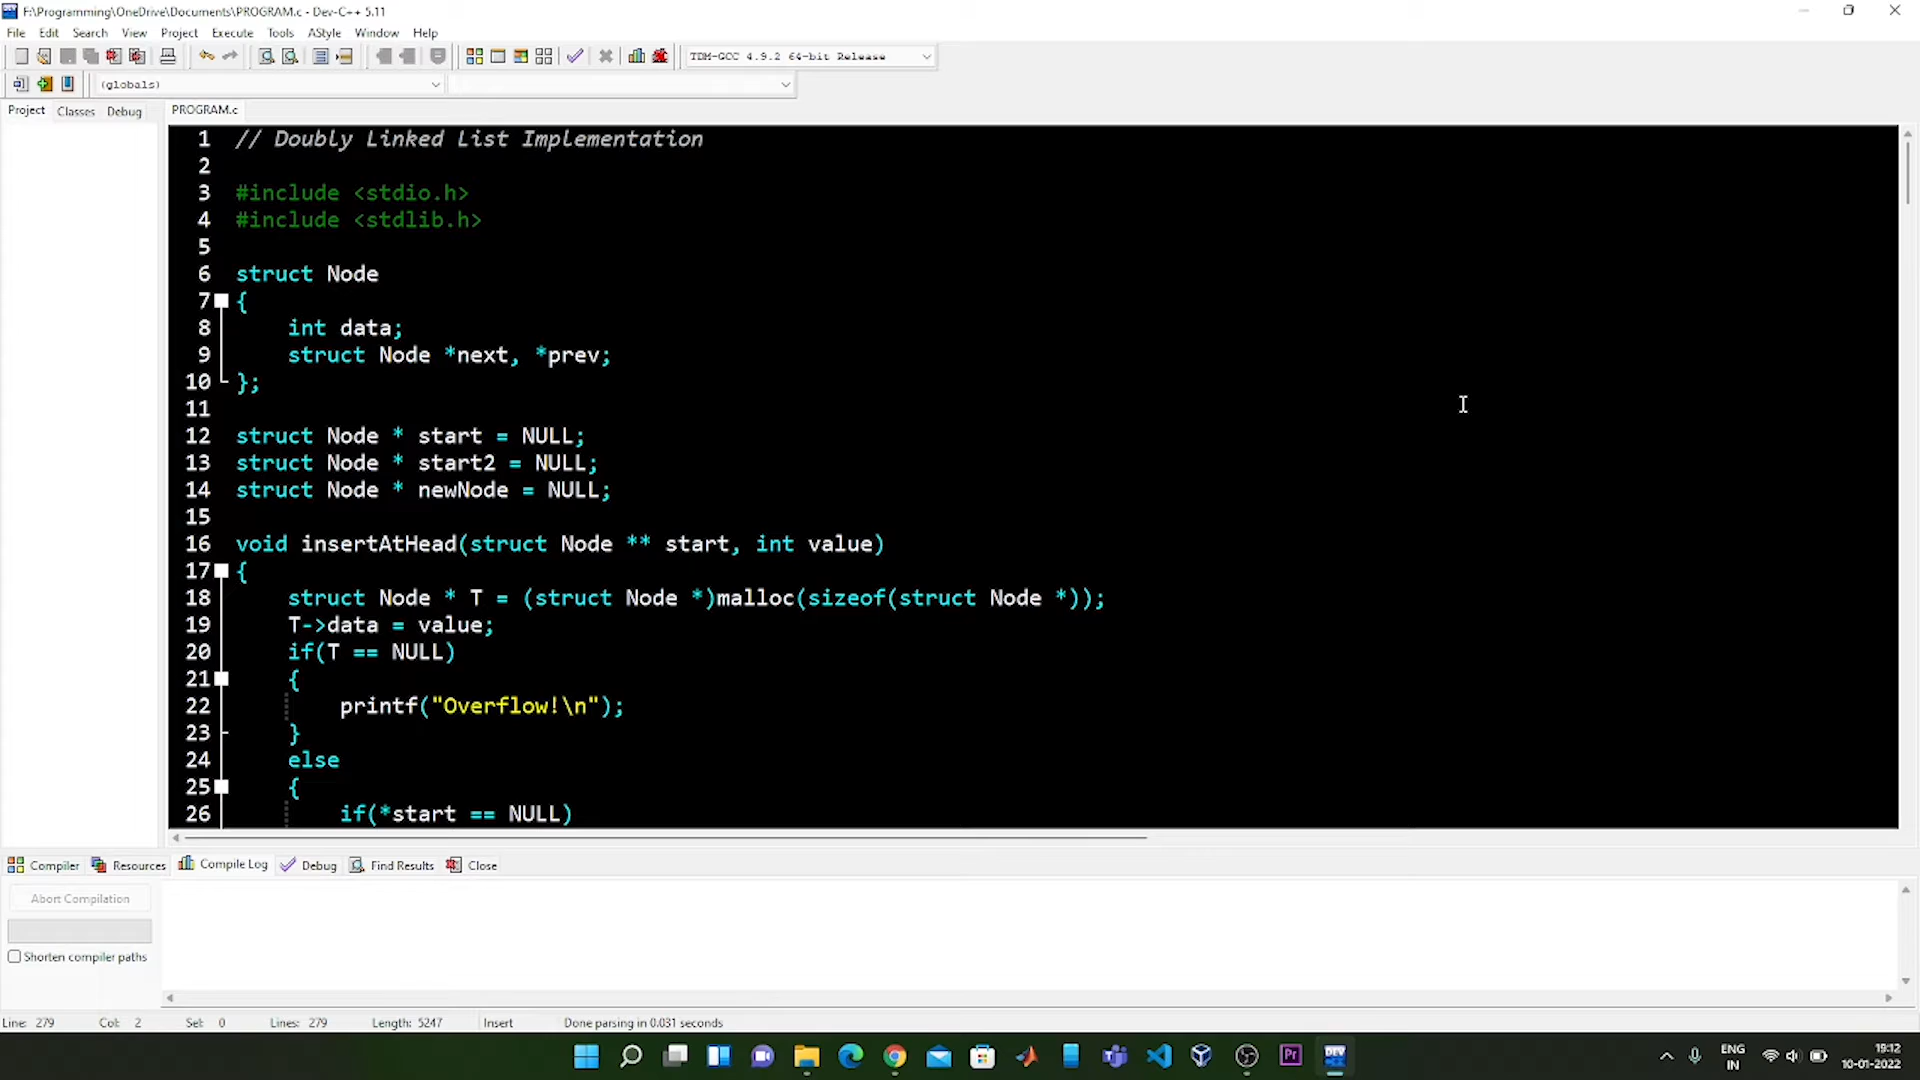 F:\Programming\OneDrive\Documents\PROGRAM.c - Dev-C++ 5.11
File Edit Search View Project Execute Tools AStyle Window Help
TDM-GCC 4.9.2 64-bit Release
(globals)
Project Classes Debug
PROGRAM.c
1 // Doubly Linked List Implementation
2
3 #include <stdio.h>
4 #include <stdlib.h>
5
6 struct Node
7 {
8 int data;
9 struct Node *next, *prev;
10 };
11
12 struct Node * start = NULL;
13 struct Node * start2 = NULL;
14 struct Node * newNode = NULL;
15
16 void insertAtHead(struct Node ** start, int value)
17 {
18 struct Node * T = (struct Node *)malloc(sizeof(struct Node *));
19 T->data = value;
20 if(T == NULL)
21 {
22 printf("Overflow!\n");
23 }
24 else
25 {
26 if(*start == NULL)
Compiler Resources Compile Log Debug Find Results Close
Abort Compilation
Shorten compiler paths
Line: 279 Col: 2 Sel: 0 Lines: 279 Length: 5247 Insert Done parsing in 0.031 seconds
Pr
DEV
ENG
IN
19:12
10-01-2022